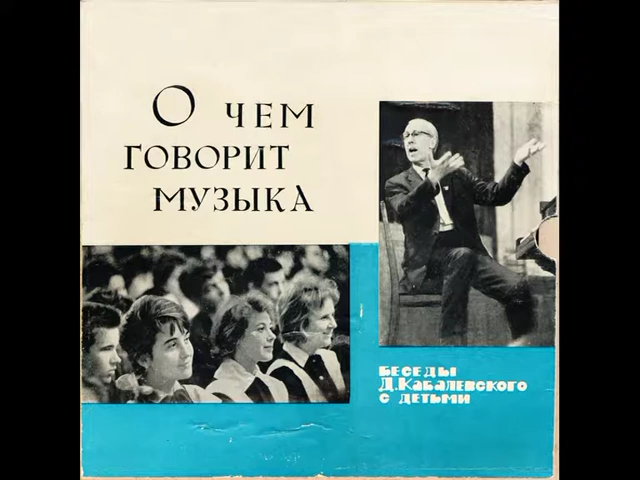 О ЧЕМ
ГОВОРИТ
МУЗЫКА
БЕСЕДЫ
Д.КАБАЛЕВСКОГО
С ДЕТЬМИ